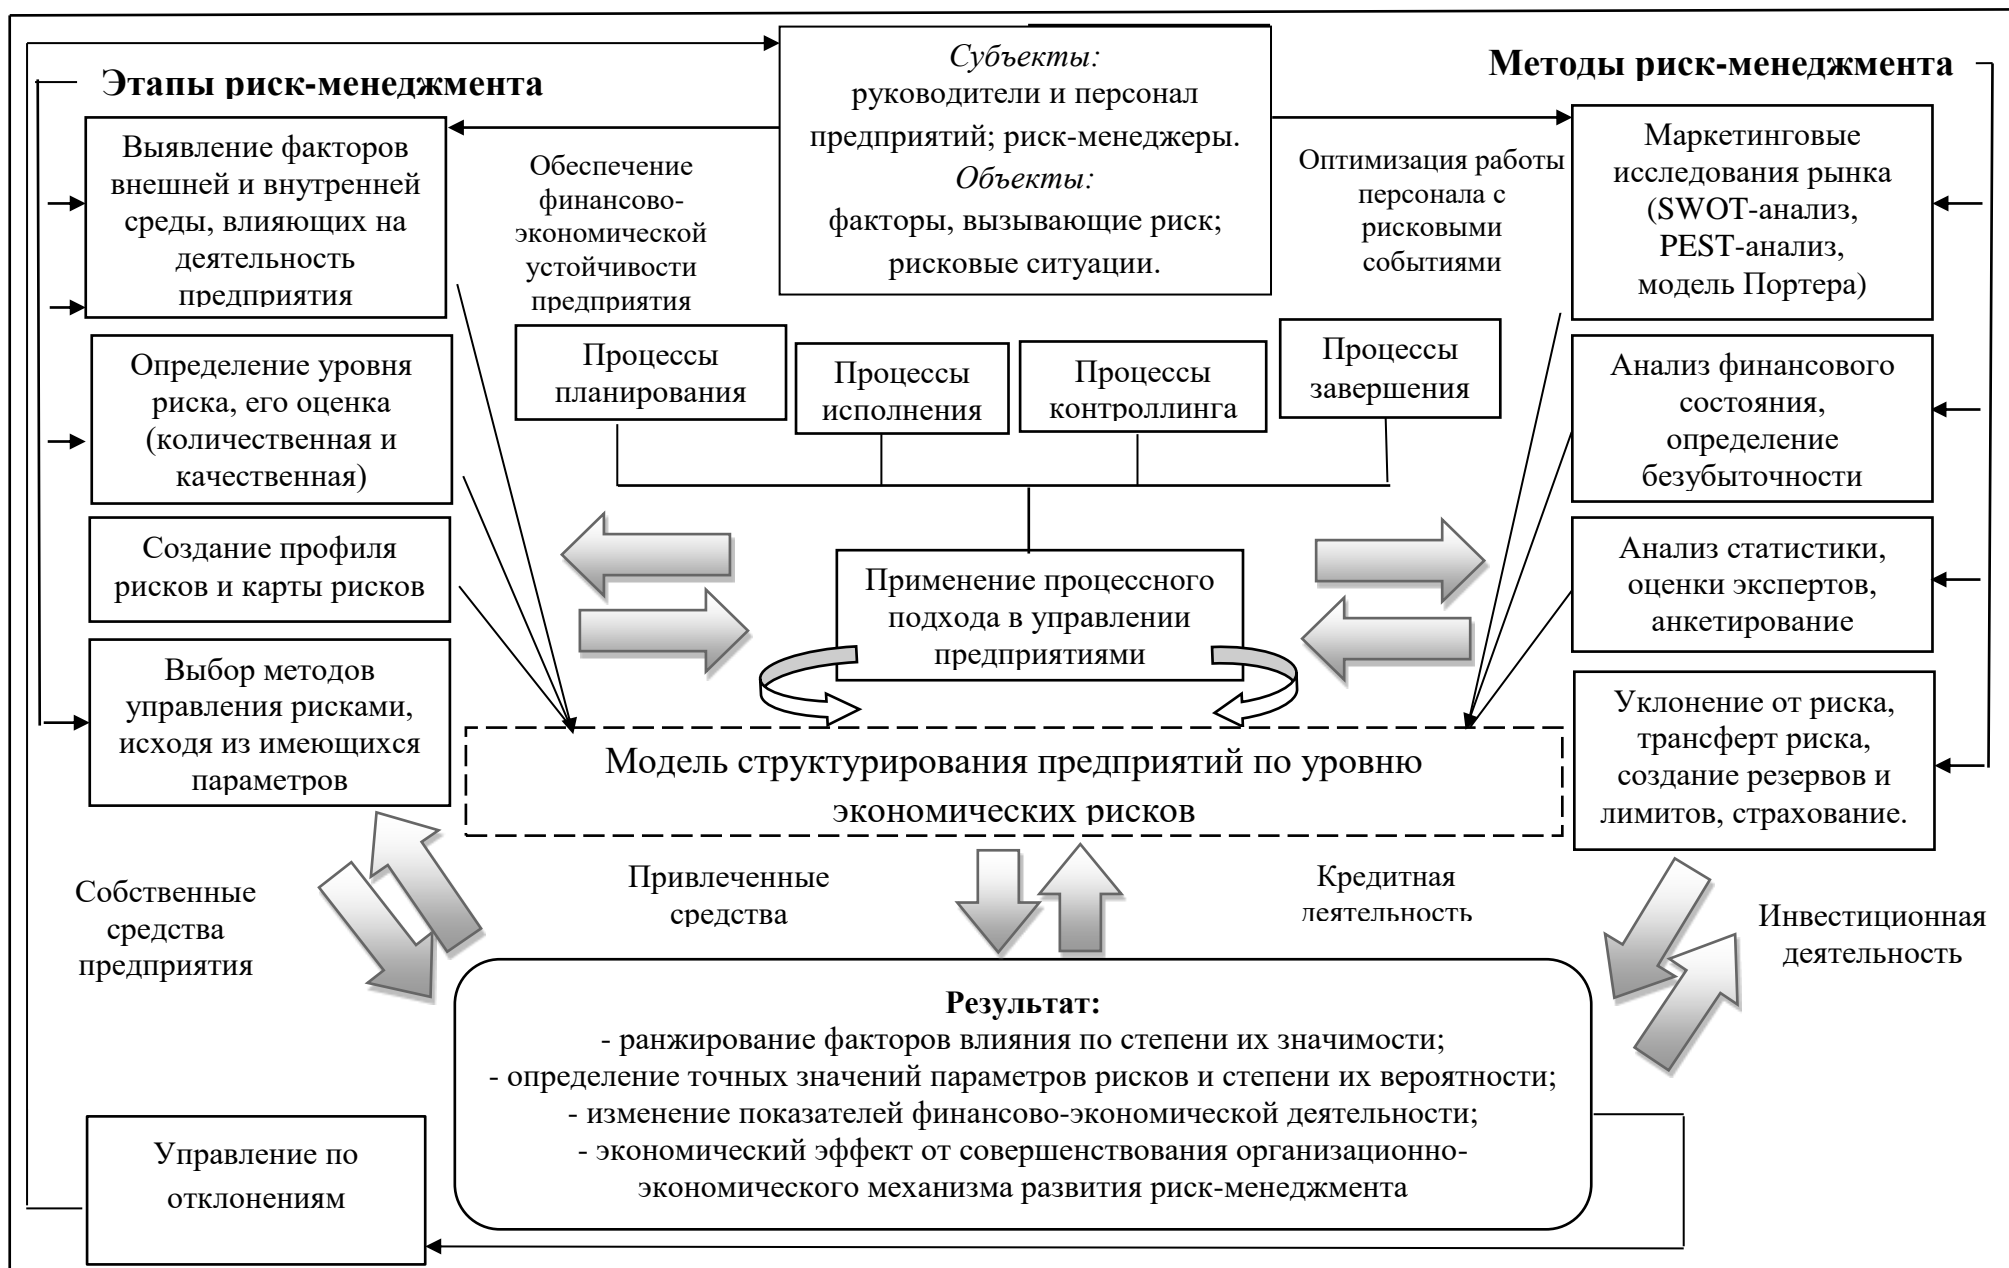 Этапы риск-менеджмента
Субъекты:
руководители и персонал
предприятий; риск-менеджеры.
Объекты:
факторы, вызывающие риск;
рисковые ситуации.
Методы риск-менеджмента
Выявление факторов
внешней и внутренней
среды, влияющих на
деятельность
предприятия
Обеспечение
финансово-
экономической
устойчивости
предприятия
Оптимизация работы
персонала с
рисковыми
событиями
Маркетинговые
исследования рынка
(SWOT-анализ,
PEST-анализ,
модель Портера)
Определение уровня
риска, его оценка
(количественная и
качественная)
Процессы
планирования
Процессы
исполнения
Процессы
контроллинга
Процессы
завершения
Анализ финансового
состояния,
определение
безубыточности
Создание профиля
рисков и карты рисков
Применение процессного
подхода в управлении
предприятиями
Анализ статистики,
оценки экспертов,
анкетирование
Выбор методов
управления рисками,
исходя из имеющихся
параметров
Модель структурирования предприятий по уровню
экономических рисков
Уклонение от риска,
трансферт риска,
создание резервов и
лимитов, страхование.
Собственные
средства
предприятия
Привлеченные
средства
Кредитная
деятельность
Инвестиционная
деятельность
Результат:
- ранжирование факторов влияния по степени их значимости;
- определение точных значений параметров рисков и степени их вероятности;
- изменение показателей финансово-экономической деятельности;
- экономический эффект от совершенствования организационно-
экономического механизма развития риск-менеджмента
Управление по
отклонениям